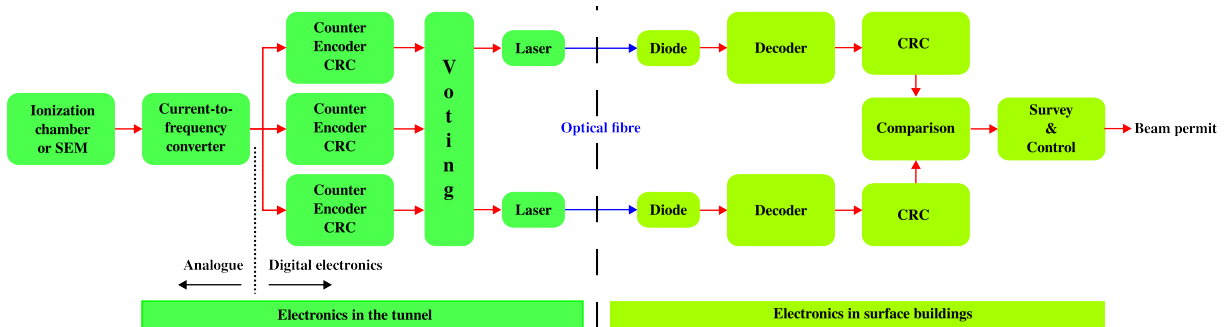 Ionization
chamber
or SEM
Current-to-
frequency
converter
Counter
Encoder
CRC
Counter
Encoder
CRC
Counter
Encoder
CRC
Voting
Laser
Laser
Optical fibre
Diode
Diode
Decoder
Decoder
CRC
CRC
Comparison
Survey
&
Control
Beam permit
Analogue
Digital electronics
Electronics in the tunnel
Electronics in surface buildings